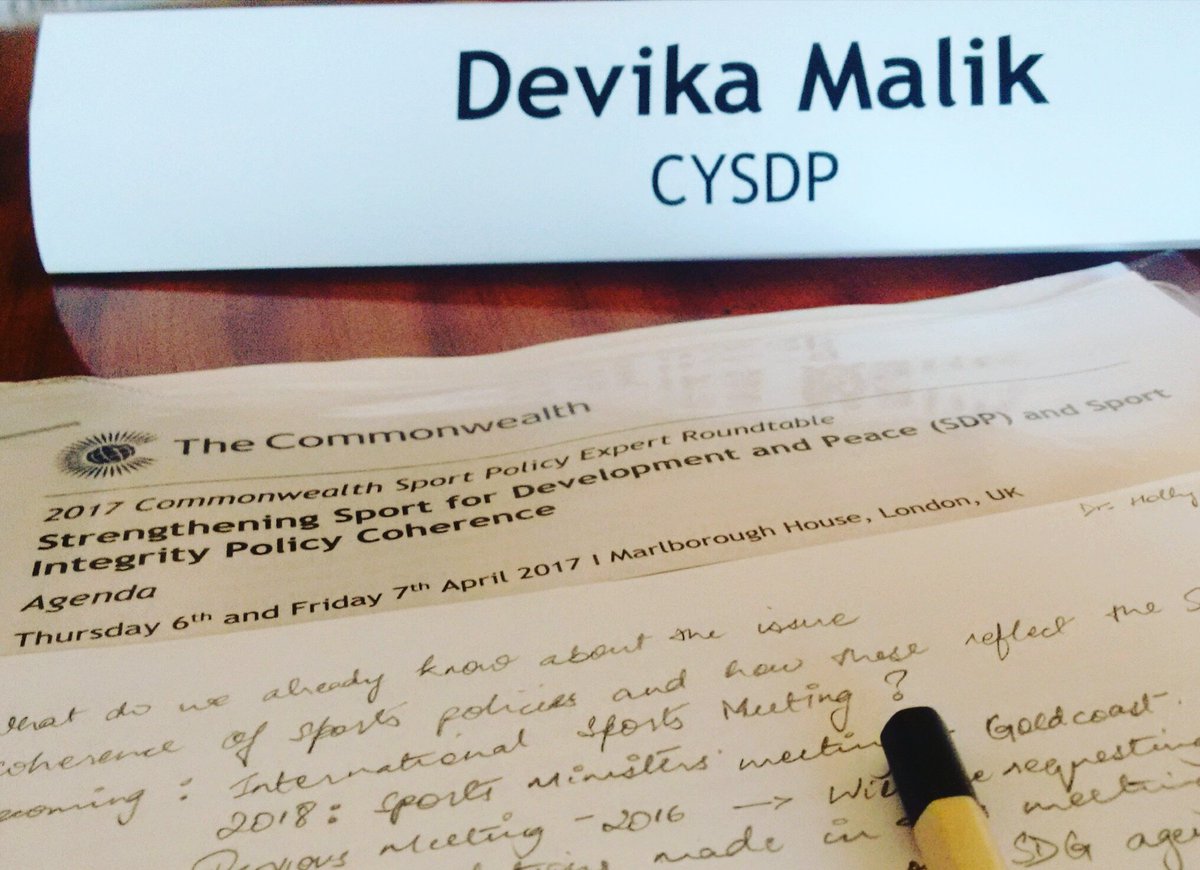 Devika Malik
CYSDP
The Commonwealth
2017 Commonwealth Sport Policy Expert Roundtable
Strengthening Sport for Development and Peace (SDP) and Sport
Integrity Policy Coherence
Agenda
Thursday 6th and Friday 7th April 2017 | Marlborough House, London, UK
Dr. Holly
What do we already know about the issue
coherence of sports policies and how these reflect the S
: International Sports Meeting ?
2018: Sports Ministers' meeting - Goldcoast.
Previous Meeting - 2016 → requesting
made in meeting
SDG